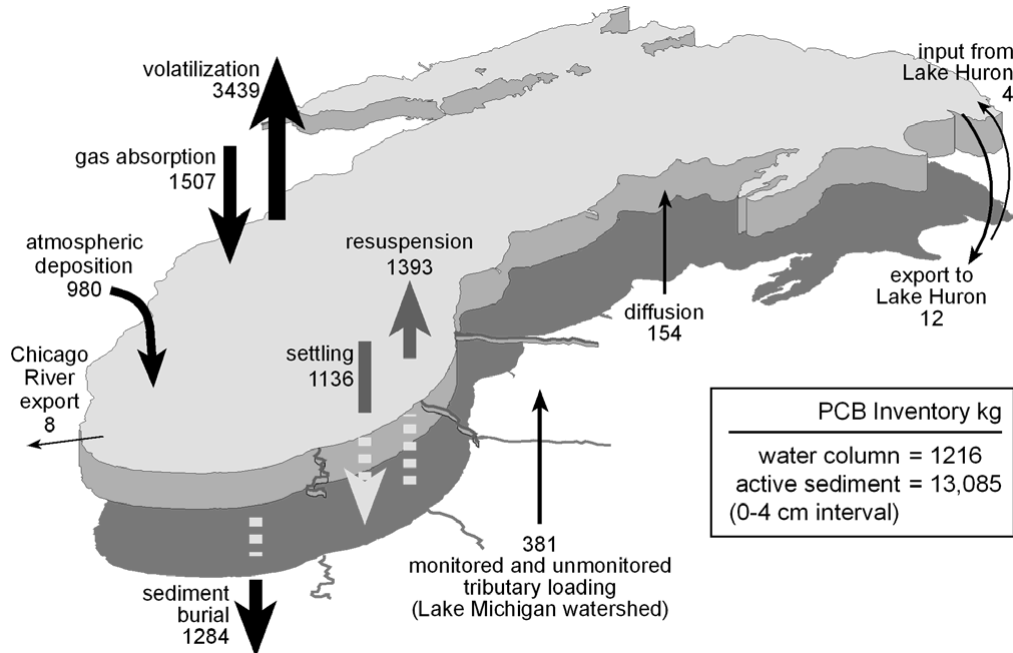 volatilization
3439
input from
Lake Huron
4
gas absorption
1507
atmospheric
deposition
980
resuspension
1393
export to
Lake Huron
12
diffusion
154
Chicago
River
export
8
settling
1136
PCB Inventory kg
water column = 1216
active sediment = 13,085
(0-4 cm interval)
381
monitored and unmonitored
tributary loading
(Lake Michigan watershed)
sediment
burial
1284